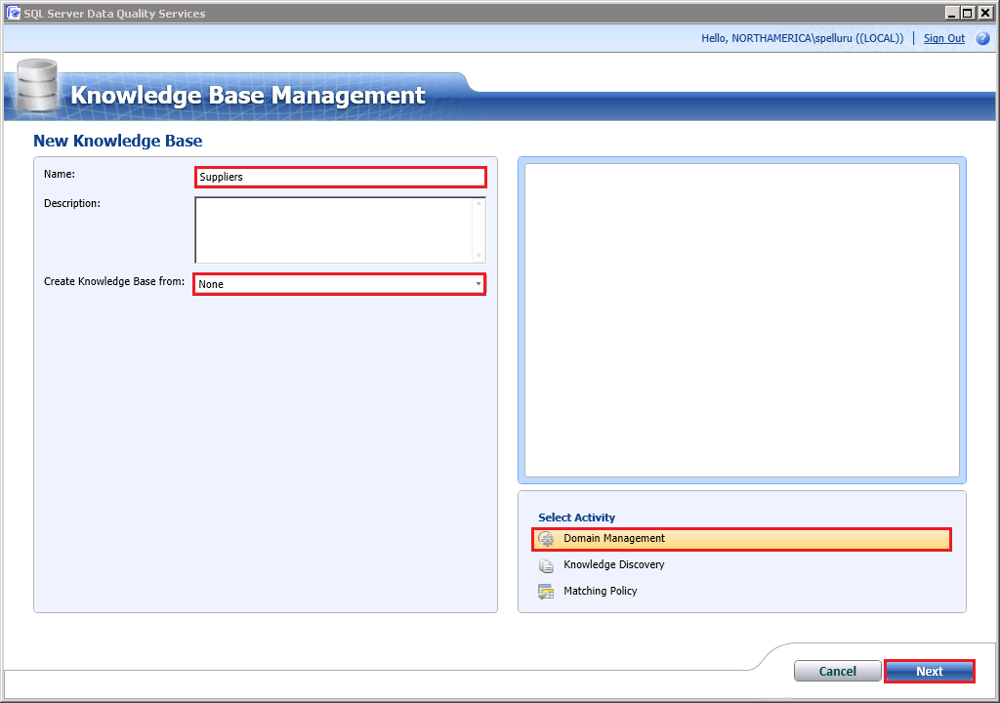 SQL Server Data Quality Services
Hello, NORTHAMERICA\spelluru ((LOCAL))
Sign Out
?
Knowledge Base Management
New Knowledge Base
Name:
Suppliers
Description:
Create Knowledge Base from:
None
Select Activity
Domain Management
Knowledge Discovery
Matching Policy
Cancel
Next